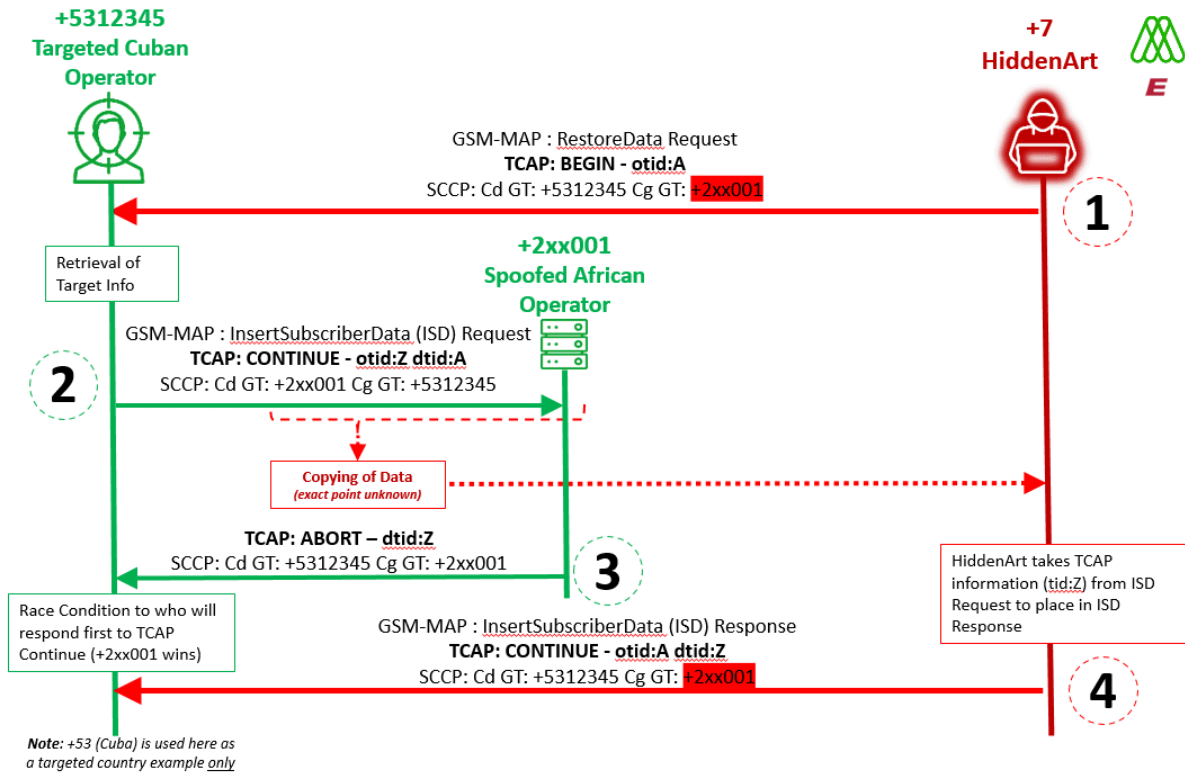 +5312345
Targeted Cuban
Operator
+7
HiddenArt
E
GSM-MAP : RestoreData Request
TCAP: BEGIN - otid:A
SCCP: Cd GT: +5312345 Cg GT: +2xx001
1
Retrieval of
Target Info
+2xx001
Spoofed African
Operator
GSM-MAP : InsertSubscriberData (ISD) Request
TCAP: CONTINUE - otid:Z dtid:A
SCCP: Cd GT: +2xx001 Cg GT: +5312345
2
Copying of Data
(exact point unknown)
TCAP: ABORT – dtid:Z
SCCP: Cd GT: +5312345 Cg GT: +2xx001
3
HiddenArt takes TCAP
information (tid:Z) from ISD
Request to place in ISD
Response
Race Condition to who will
respond first to TCAP
Continue (+2xx001 wins)
GSM-MAP : InsertSubscriberData (ISD) Response
TCAP: CONTINUE - otid:A dtid:Z
SCCP: Cd GT: +5312345 Cg GT: +2xx001
4
Note: +53 (Cuba) is used here as
a targeted country example only